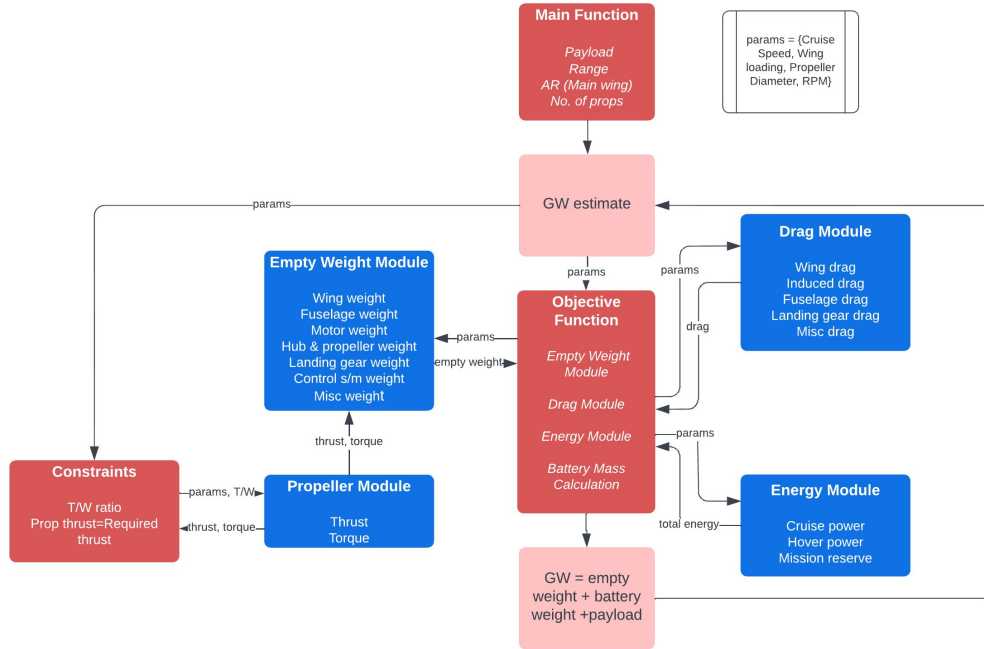 Main Function
Payload
Range
AR (Main wing)
No. of props
params = {Cruise
Speed, Wing
loading, Propeller
Diameter, RPM}
GW estimate
params
params
Drag Module
Wing drag
Induced drag
Fuselage drag
Landing gear drag
Misc drag
params
drag
Empty Weight Module
Wing weight
Fuselage weight
Motor weight
Hub & propeller weight
Landing gear weight
Control s/m weight
Misc weight
params
empty weight
Objective
Function
Empty Weight
Module
Drag Module
Energy Module
Battery Mass
Calculation
thrust, torque
params
total energy
Constraints
T/W ratio
Prop thrust=Required
thrust
params, T/W
thrust, torque
Propeller Module
Thrust
Torque
Energy Module
Cruise power
Hover power
Mission reserve
GW = empty
weight + battery
weight +payload